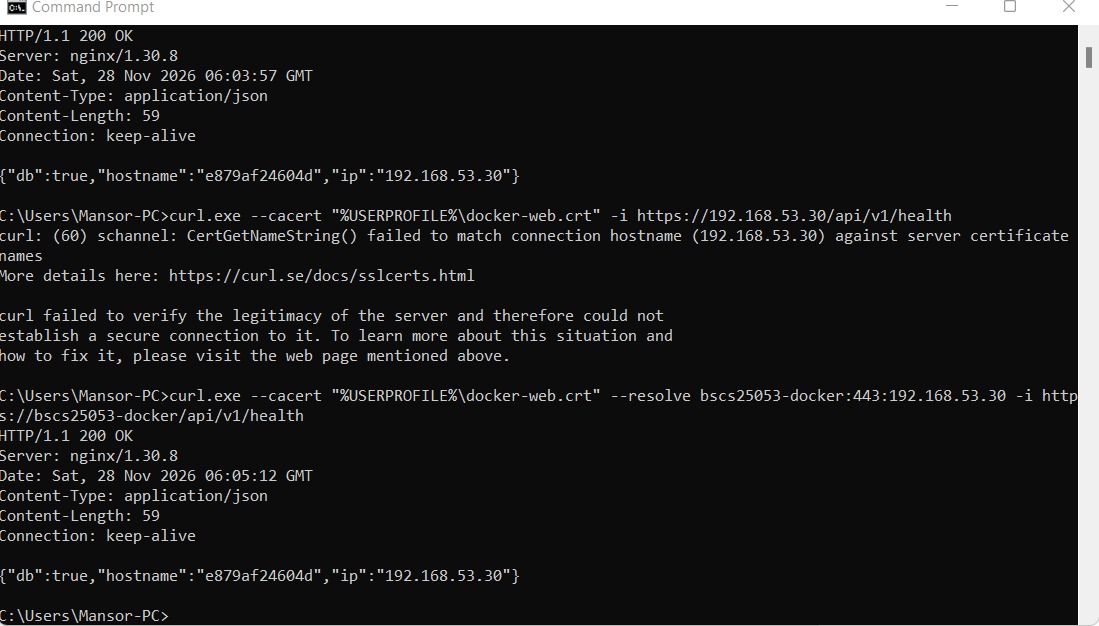 Command Prompt
HTTP/1.1 200 OK
Server: nginx/1.30.8
Date: Sat, 28 Nov 2026 06:03:57 GMT
Content-Type: application/json
Content-Length: 59
Connection: keep-alive
{"db":true,"hostname":"e879af24604d","ip":"192.168.53.30"}
C:\Users\Mansor-PC>curl.exe --cacert "%USERPROFILE%\docker-web.crt" -i https://192.168.53.30/api/v1/health
curl: (60) schannel: CertGetNameString() failed to match connection hostname (192.168.53.30) against server certificate
names
More details here: https://curl.se/docs/sslcerts.html
curl failed to verify the legitimacy of the server and therefore could not
establish a secure connection to it. To learn more about this situation and
how to fix it, please visit the web page mentioned above.
C:\Users\Mansor-PC>curl.exe --cacert "%USERPROFILE%\docker-web.crt" --resolve bscs25053-docker:443:192.168.53.30 -i http
s://bscs25053-docker/api/v1/health
HTTP/1.1 200 OK
Server: nginx/1.30.8
Date: Sat, 28 Nov 2026 06:05:12 GMT
Content-Type: application/json
Content-Length: 59
Connection: keep-alive
{"db":true,"hostname":"e879af24604d","ip":"192.168.53.30"}
C:\Users\Mansor-PC>